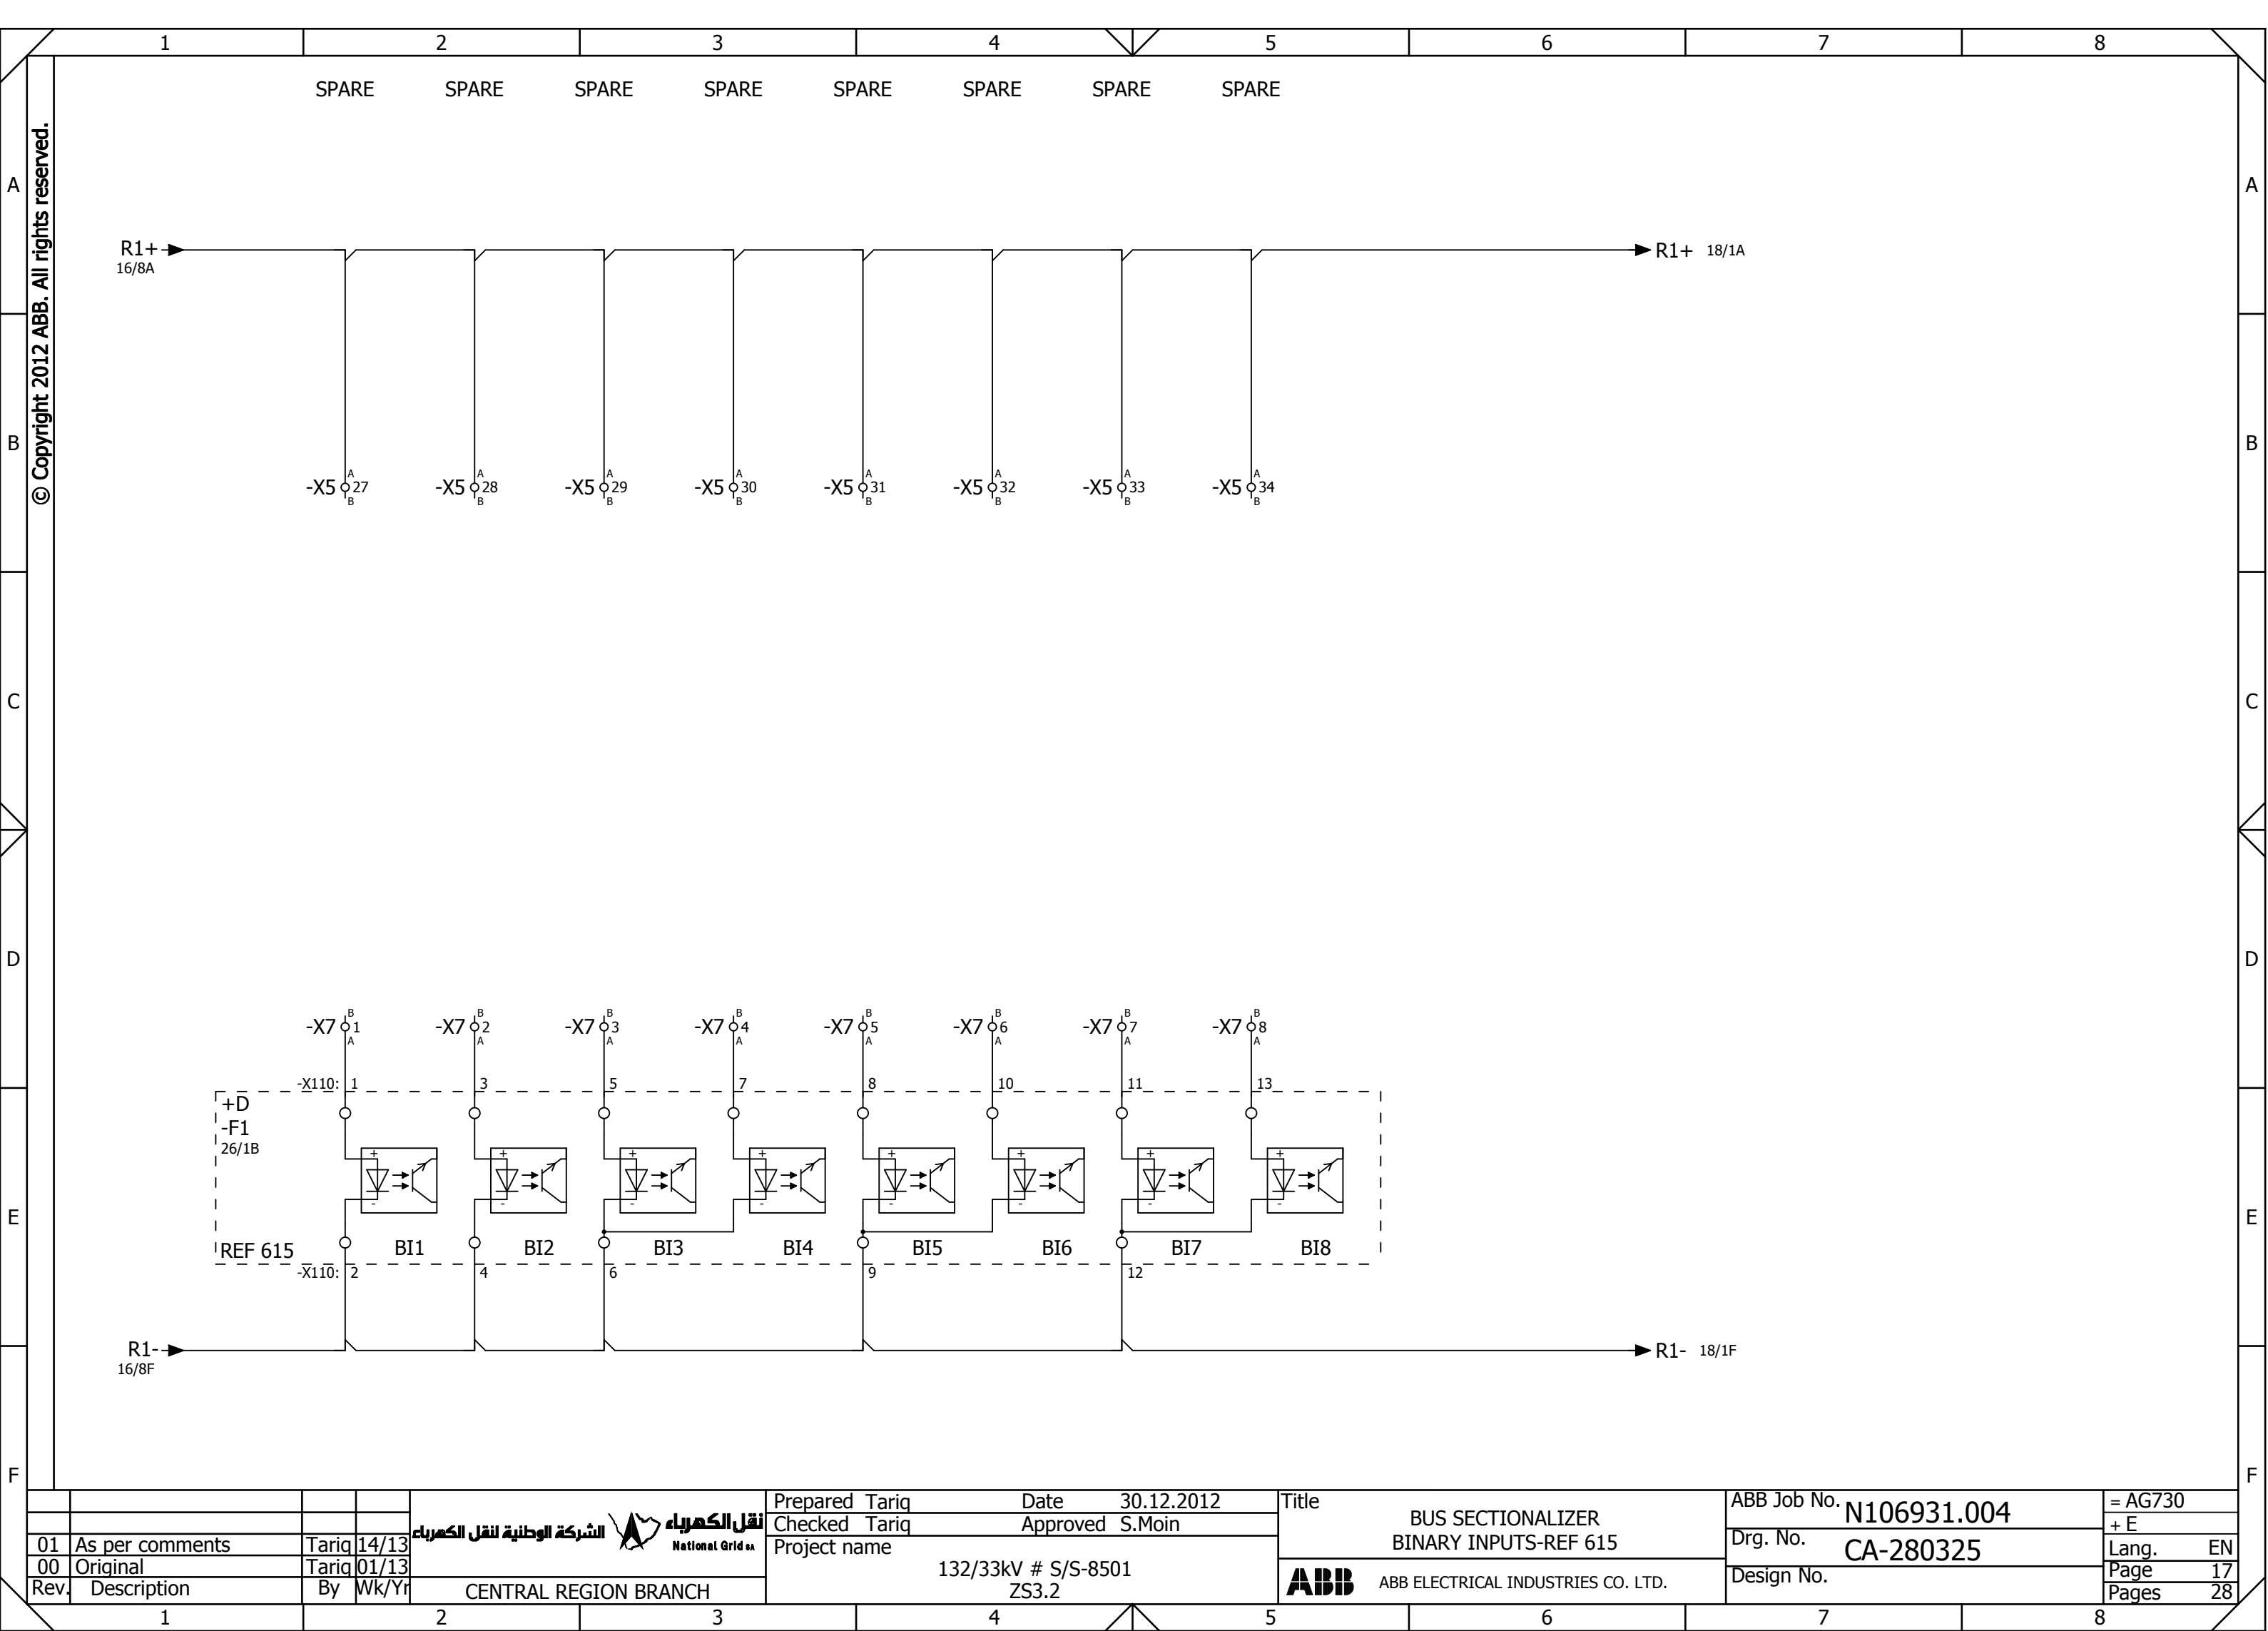 1 2 3 4 5 6 7 8
SPARE SPARE SPARE SPARE SPARE SPARE SPARE SPARE
© Copyright 2012 ABB. All rights reserved.
A A
R1+ R1+ 18/1A
16/8A
B B
A A A A A A A A
-X5 27 -X5 28 -X5 29 -X5 30 -X5 31 -X5 32 -X5 33 -X5 34
B B B B B B B B
C C
D D
B B B B B B B B
-X7 1 -X7 2 -X7 3 -X7 4 -X7 5 -X7 6 -X7 7 -X7 8
A A A A A A A A
-X110: 1 3 5 7 8 10 11 13
+D
-F1
26/1B
+ + + + + + + +
- - - - - - - -
E E
REF 615 BI1 BI2 BI3 BI4 BI5 BI6 BI7 BI8
-X110: 2 4 6 9 12
R1- R1- 18/1F
16/8F
F F
01 As per comments Tariq 14/13
00 Original Tariq 01/13
Rev. Description By Wk/Yr
الشركة الوطنية لنقل الكهرباء
نقل الكهرباء
National Grid SA
CENTRAL REGION BRANCH
Prepared Tariq Date 30.12.2012
Checked Tariq Approved S.Moin
Project name
132/33kV # S/S-8501
ZS3.2
Title
BUS SECTIONALIZER
BINARY INPUTS-REF 615
ABB ABB ELECTRICAL INDUSTRIES CO. LTD.
ABB Job No. N106931.004
Drg. No. CA-280325
Design No.
= AG730
+ E
Lang. EN
Page 17
Pages 28
1 2 3 4 5 6 7 8